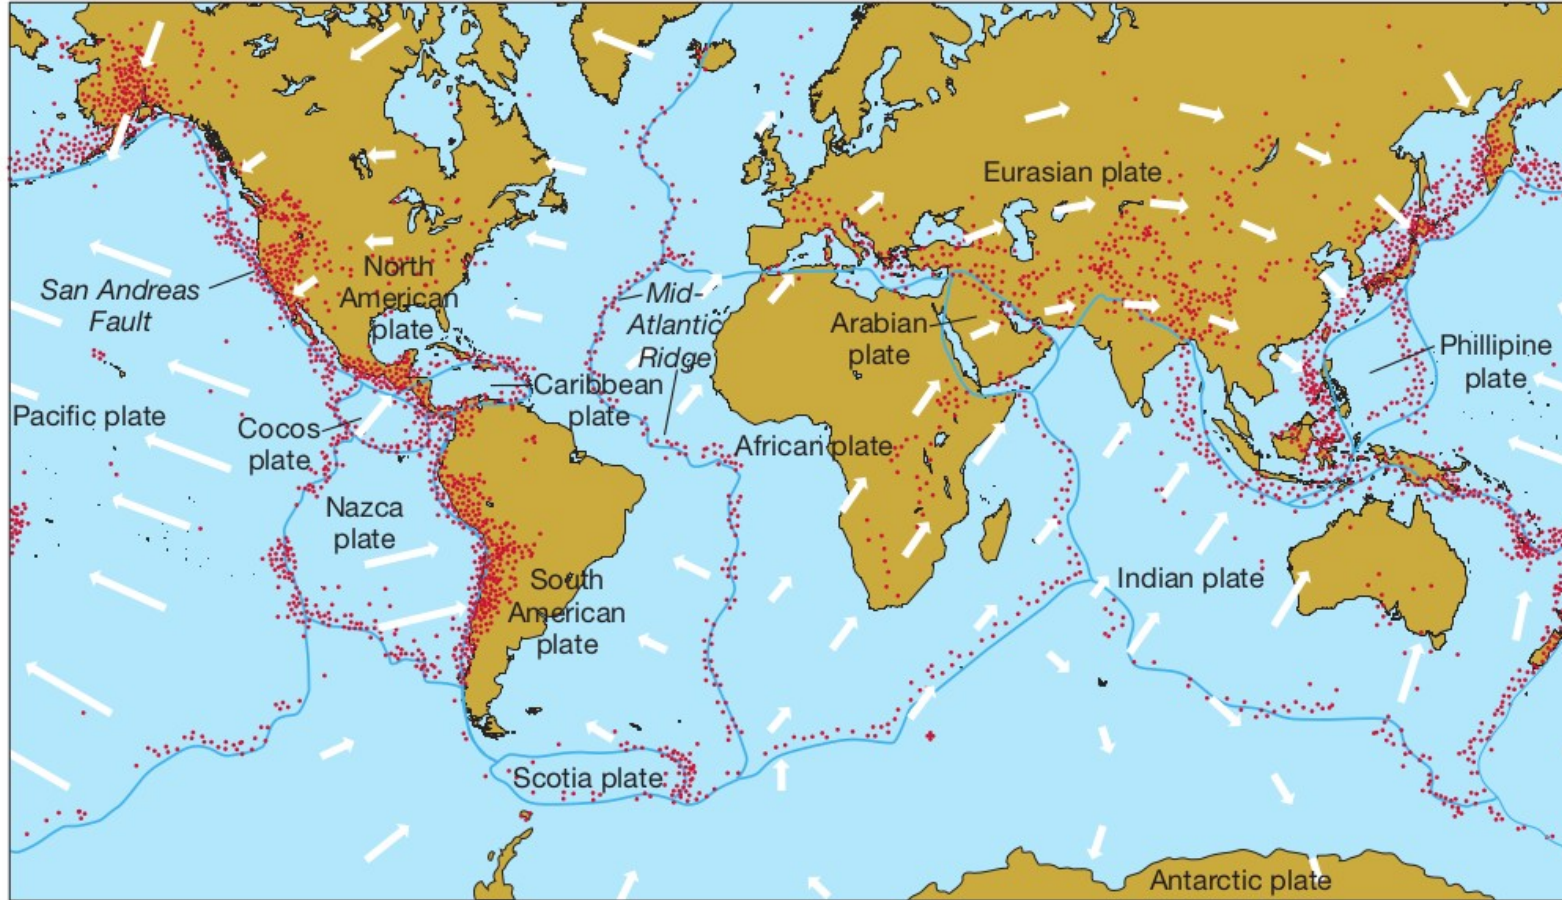 Eurasian plate
San Andreas
Fault
North
American
plate
Mid-
Atlantic
Ridge
Arabian
plate
Phillipine
plate
Pacific plate
Cocos
plate
Caribbean
plate
African plate
Nazca
plate
South
American
plate
Indian plate
Scotia plate
Antarctic plate